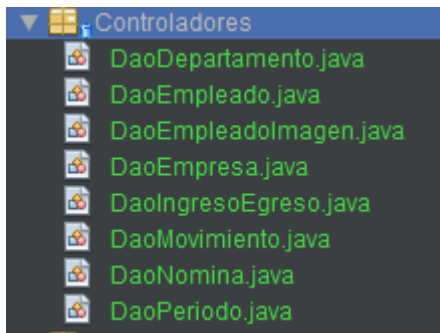 Controladores
DaoDepartamento.java
DaoEmpleado.java
DaoEmpleadoImagen.java
DaoEmpresa.java
DaoIngresoEgreso.java
DaoMovimiento.java
DaoNomina.java
DaoPeriodo.java